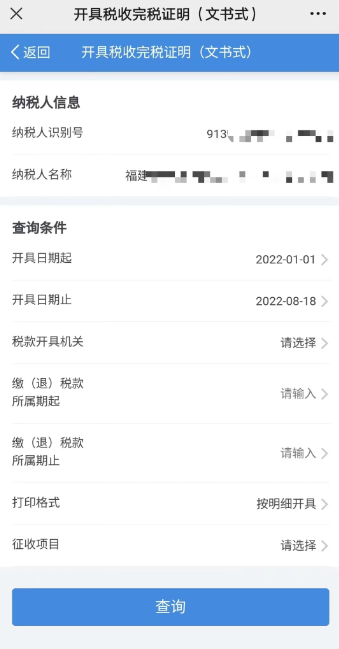 开具税收完税证明（文书式）
返回 开具税收完税证明（文书式）
纳税人信息
纳税人识别号 913
纳税人名称 福建
查询条件
开具日期起 2022-01-01
开具日期止 2022-08-18
税款开具机关 请选择
缴（退）税款
所属期起 请输入
缴（退）税款
所属期止 请输入
打印格式 按明细开具
征收项目 请选择
查询